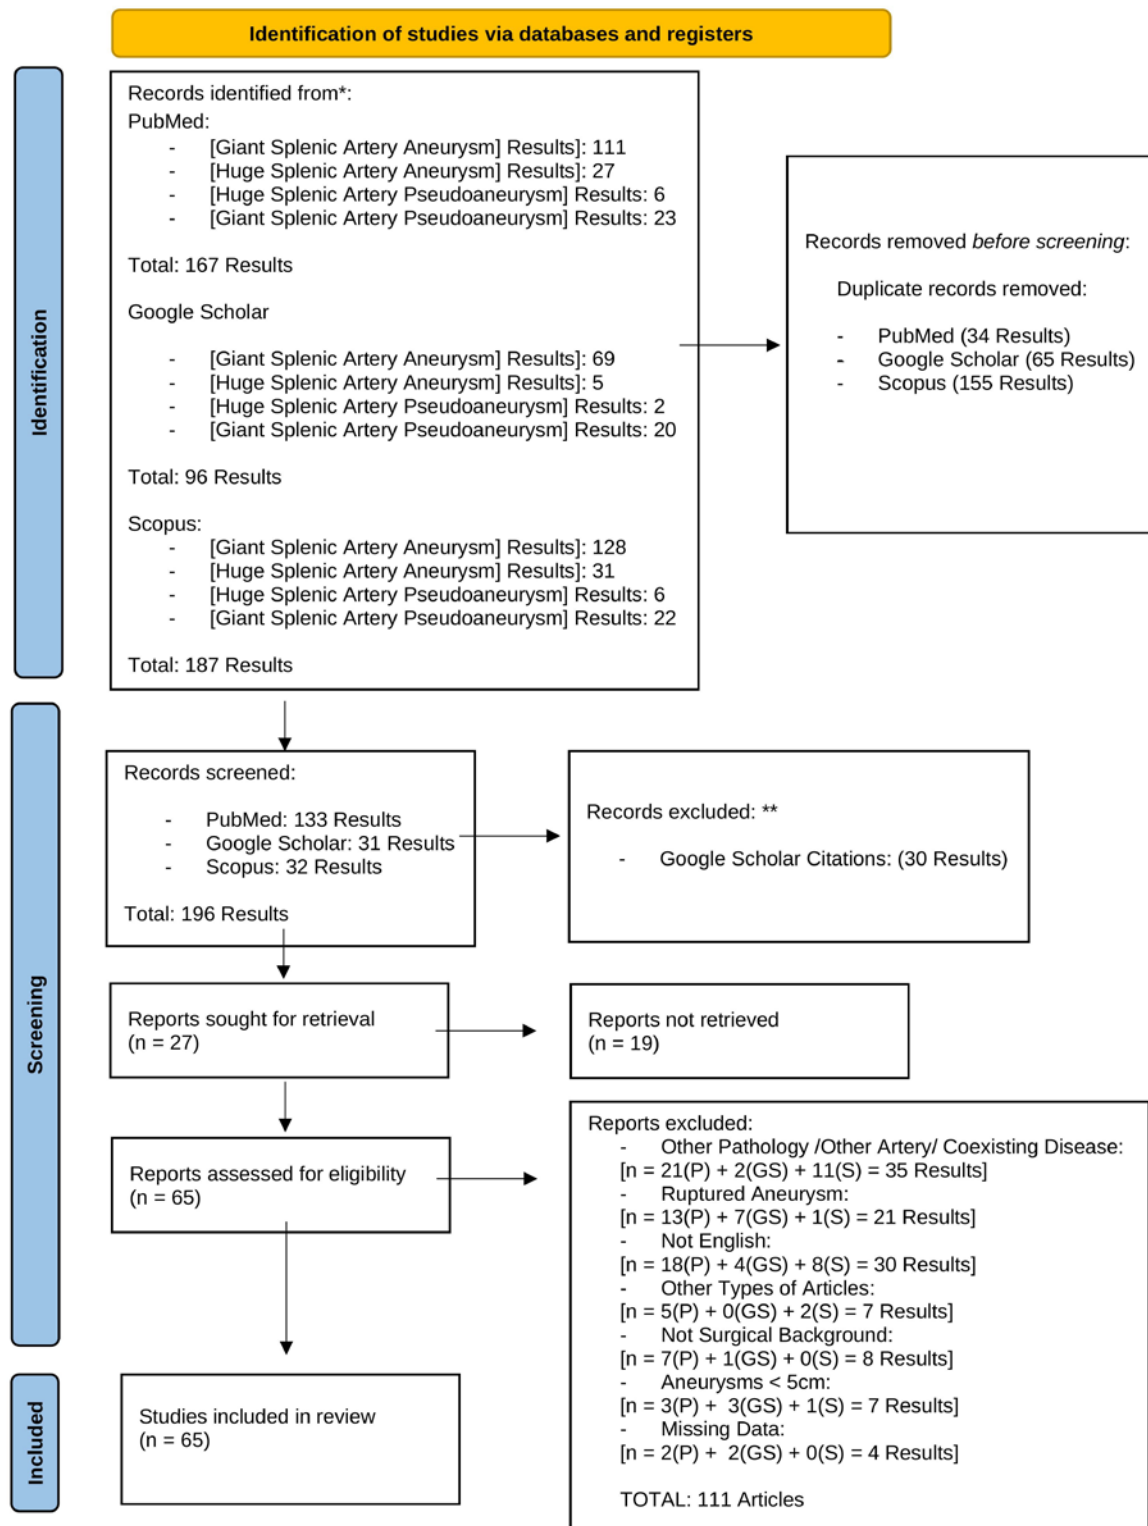 Identification of studies via databases and registers
Identification
Records identified from*:
PubMed:
- [Giant Splenic Artery Aneurysm] Results]: 111
- [Huge Splenic Artery Aneurysm] Results]: 27
- [Huge Splenic Artery Pseudoaneurysm] Results: 6
- [Giant Splenic Artery Pseudoaneurysm] Results: 23
Total: 167 Results
Google Scholar
- [Giant Splenic Artery Aneurysm] Results]: 69
- [Huge Splenic Artery Aneurysm] Results]: 5
- [Huge Splenic Artery Pseudoaneurysm] Results: 2
- [Giant Splenic Artery Pseudoaneurysm] Results: 20
Total: 96 Results
Scopus:
- [Giant Splenic Artery Aneurysm] Results]: 128
- [Huge Splenic Artery Aneurysm] Results]: 31
- [Huge Splenic Artery Pseudoaneurysm] Results: 6
- [Giant Splenic Artery Pseudoaneurysm] Results: 22
Total: 187 Results
Records removed before screening:
Duplicate records removed:
- PubMed (34 Results)
- Google Scholar (65 Results)
- Scopus (155 Results)
Screening
Records screened:
- PubMed: 133 Results
- Google Scholar: 31 Results
- Scopus: 32 Results
Total: 196 Results
Records excluded: **
- Google Scholar Citations: (30 Results)
Reports sought for retrieval
(n = 27)
Reports not retrieved
(n = 19)
Reports assessed for eligibility
(n = 65)
Reports excluded:
- Other Pathology /Other Artery/ Coexisting Disease:
[n = 21(P) + 2(GS) + 11(S) = 35 Results]
- Ruptured Aneurysm:
[n = 13(P) + 7(GS) + 1(S) = 21 Results]
- Not English:
[n = 18(P) + 4(GS) + 8(S) = 30 Results]
- Other Types of Articles:
[n = 5(P) + 0(GS) + 2(S) = 7 Results]
- Not Surgical Background:
[n = 7(P) + 1(GS) + 0(S) = 8 Results]
- Aneurysms < 5cm:
[n = 3(P) + 3(GS) + 1(S) = 7 Results]
- Missing Data:
[n = 2(P) + 2(GS) + 0(S) = 4 Results]
TOTAL: 111 Articles
Included
Studies included in review
(n = 65)